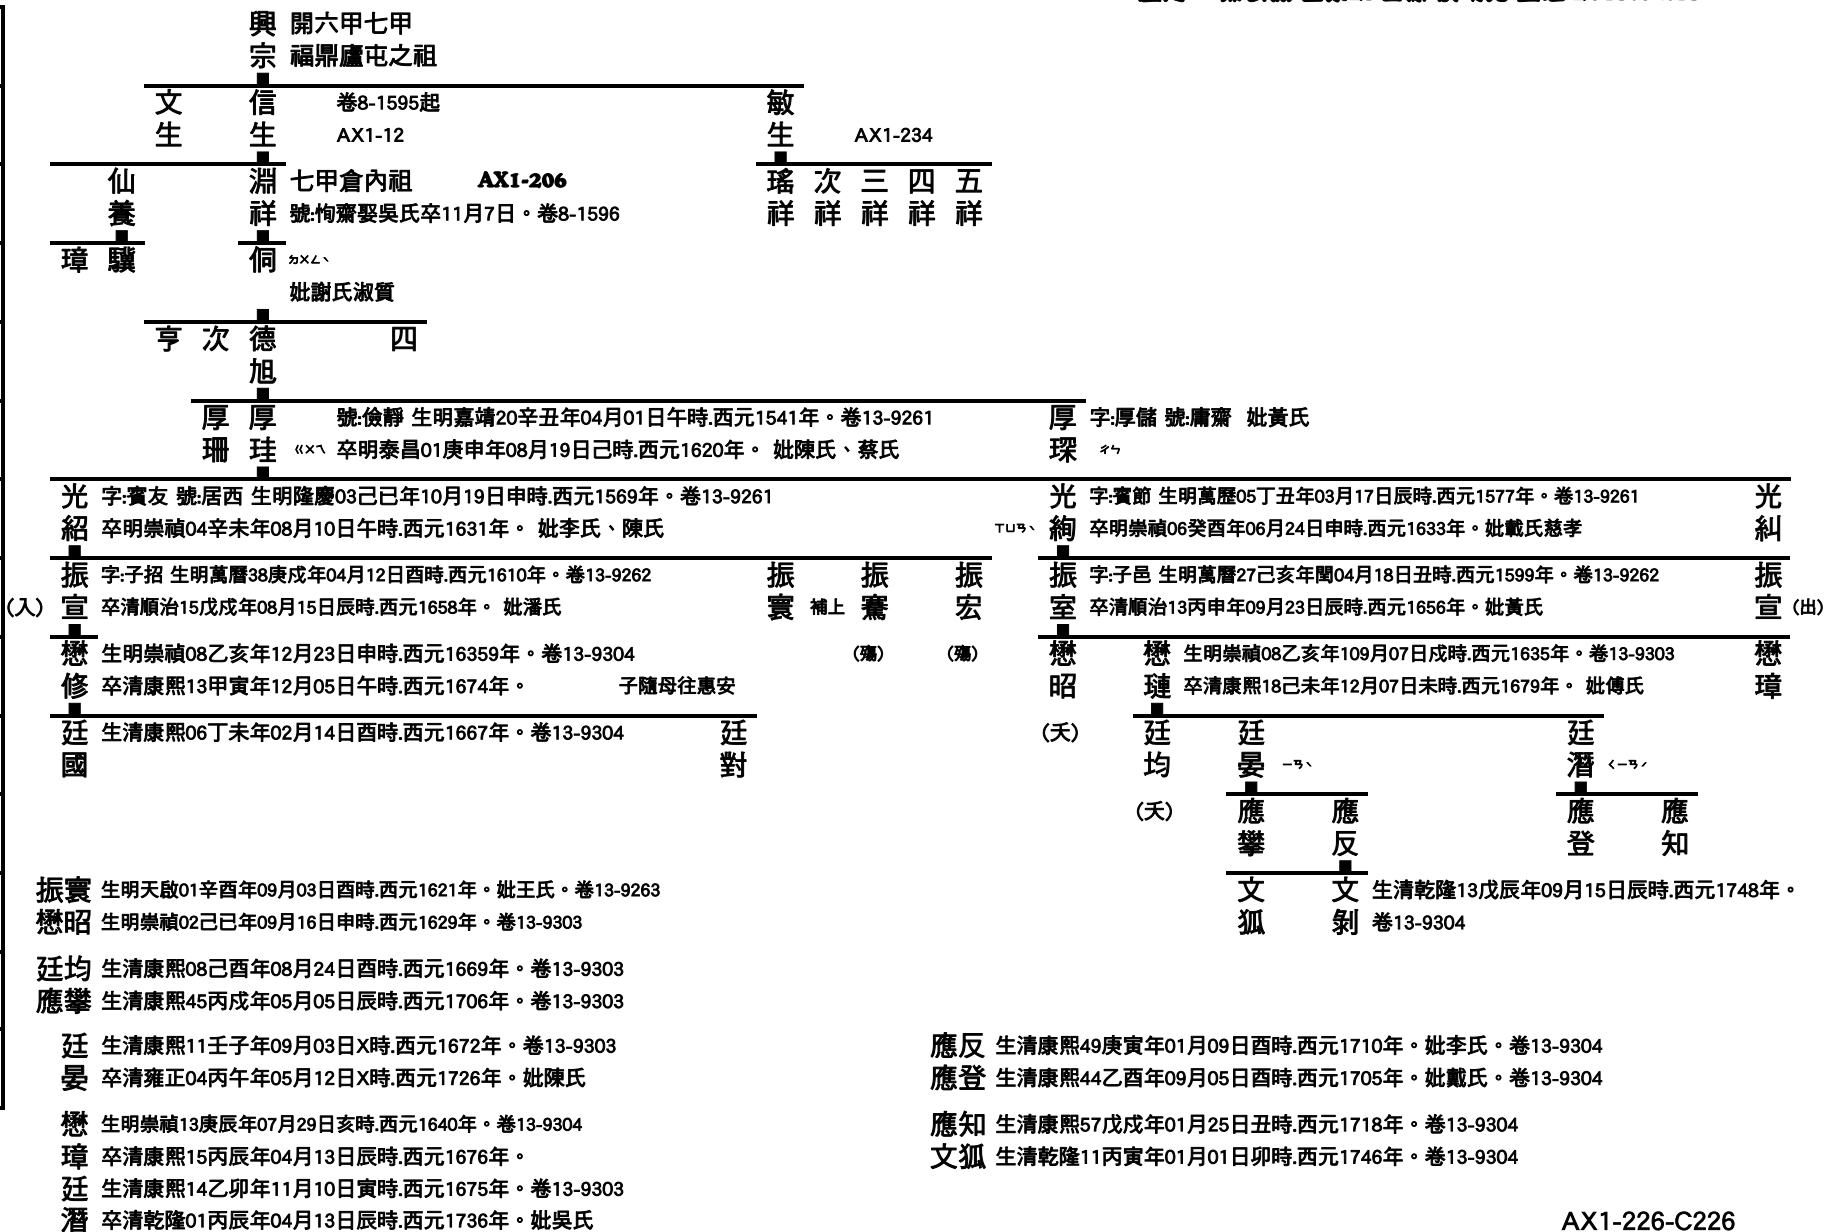 興宗 開六甲七甲
福鼎廬屯之祖
文生 信生 卷8-1595起 AX1-12 敏生 AX1-234
仙養 淵祥 七甲倉內祖 AX1-206 瑤祥 次祥 三祥 四祥 五祥
號:恂齋娶吳氏卒11月7日。卷8-1596
璋 驥 侗 ㄉㄨㄥˋ
妣謝氏淑質
亨 次 德旭 四
厚珊 厚珪 ㄍㄨㄟ 號:儉靜 生明嘉靖20辛丑年04月01日午時.西元1541年。卷13-9261
卒明泰昌01庚申年08月19日己時.西元1620年。 妣陳氏、蔡氏
厚琛 ㄔㄣ 字:厚儲 號:庸齋 妣黃氏
光紹 字:賓友 號:居西 生明隆慶03己已年10月19日申時.西元1569年。卷13-9261
卒明崇禎04辛未年08月10日午時.西元1631年。 妣李氏、陳氏
ㄒㄩㄢˋ 光絢 字:賓節 生明萬歷05丁丑年03月17日辰時.西元1577年。卷13-9261
卒明崇禎06癸酉年06月24日申時.西元1633年。妣戴氏慈孝
光糾
(入) 振宣 字:子招 生明萬曆38庚戍年04月12日酉時.西元1610年。卷13-9262
卒清順治15戊戍年08月15日辰時.西元1658年。 妣潘氏
振寰 補上 振騫 振宏
振室 字:子邑 生明萬曆27己亥年閏04月18日丑時.西元1599年。卷13-9262
卒清順治13丙申年09月23日辰時.西元1656年。妣黃氏
振宣 (出)
懋修 生明崇禎08乙亥年12月23日申時.西元16359年。卷13-9304
卒清康熙13甲寅年12月05日午時.西元1674年。 子隨母往惠安
(殤) (殤)
懋昭 懋璉 生明崇禎08乙亥年109月07日戍時.西元1635年。卷13-9303
卒清康熙18己未年12月07日未時.西元1679年。 妣傅氏
懋璋
廷國 生清康熙06丁未年02月14日酉時.西元1667年。卷13-9304 廷對
(夭) 廷均 廷晏 ㄧㄢˋ 廷潛 ㄑㄧㄢˊ
(夭) 應攀 應反 應登 應知
文狐 文剝 生清乾隆13戊辰年09月15日辰時.西元1748年。
卷13-9304
振寰 生明天啟01辛酉年09月03日酉時.西元1621年。妣王氏。卷13-9263
懋昭 生明崇禎02己已年09月16日申時.西元1629年。卷13-9303
廷均 生清康熙08己酉年08月24日酉時.西元1669年。卷13-9303
應攀 生清康熙45丙戍年05月05日辰時.西元1706年。卷13-9303
廷晏 生清康熙11壬子年09月03日X時.西元1672年。卷13-9303
卒清雍正04丙午年05月12日X時.西元1726年。妣陳氏
懋璋 生明崇禎13庚辰年07月29日亥時.西元1640年。卷13-9304
卒清康熙15丙辰年04月13日辰時.西元1676年。
廷潛 生清康熙14乙卯年11月10日寅時.西元1675年。卷13-9303
卒清乾隆01丙辰年04月13日辰時.西元1736年。妣吳氏
應反 生清康熙49庚寅年01月09日酉時.西元1710年。妣李氏。卷13-9304
應登 生清康熙44乙酉年09月05日酉時.西元1705年。妣戴氏。卷13-9304
應知 生清康熙57戊戍年01月25日丑時.西元1718年。卷13-9304
文狐 生清乾隆11丙寅年01月01日卯時.西元1746年。卷13-9304
AX1-226-C226